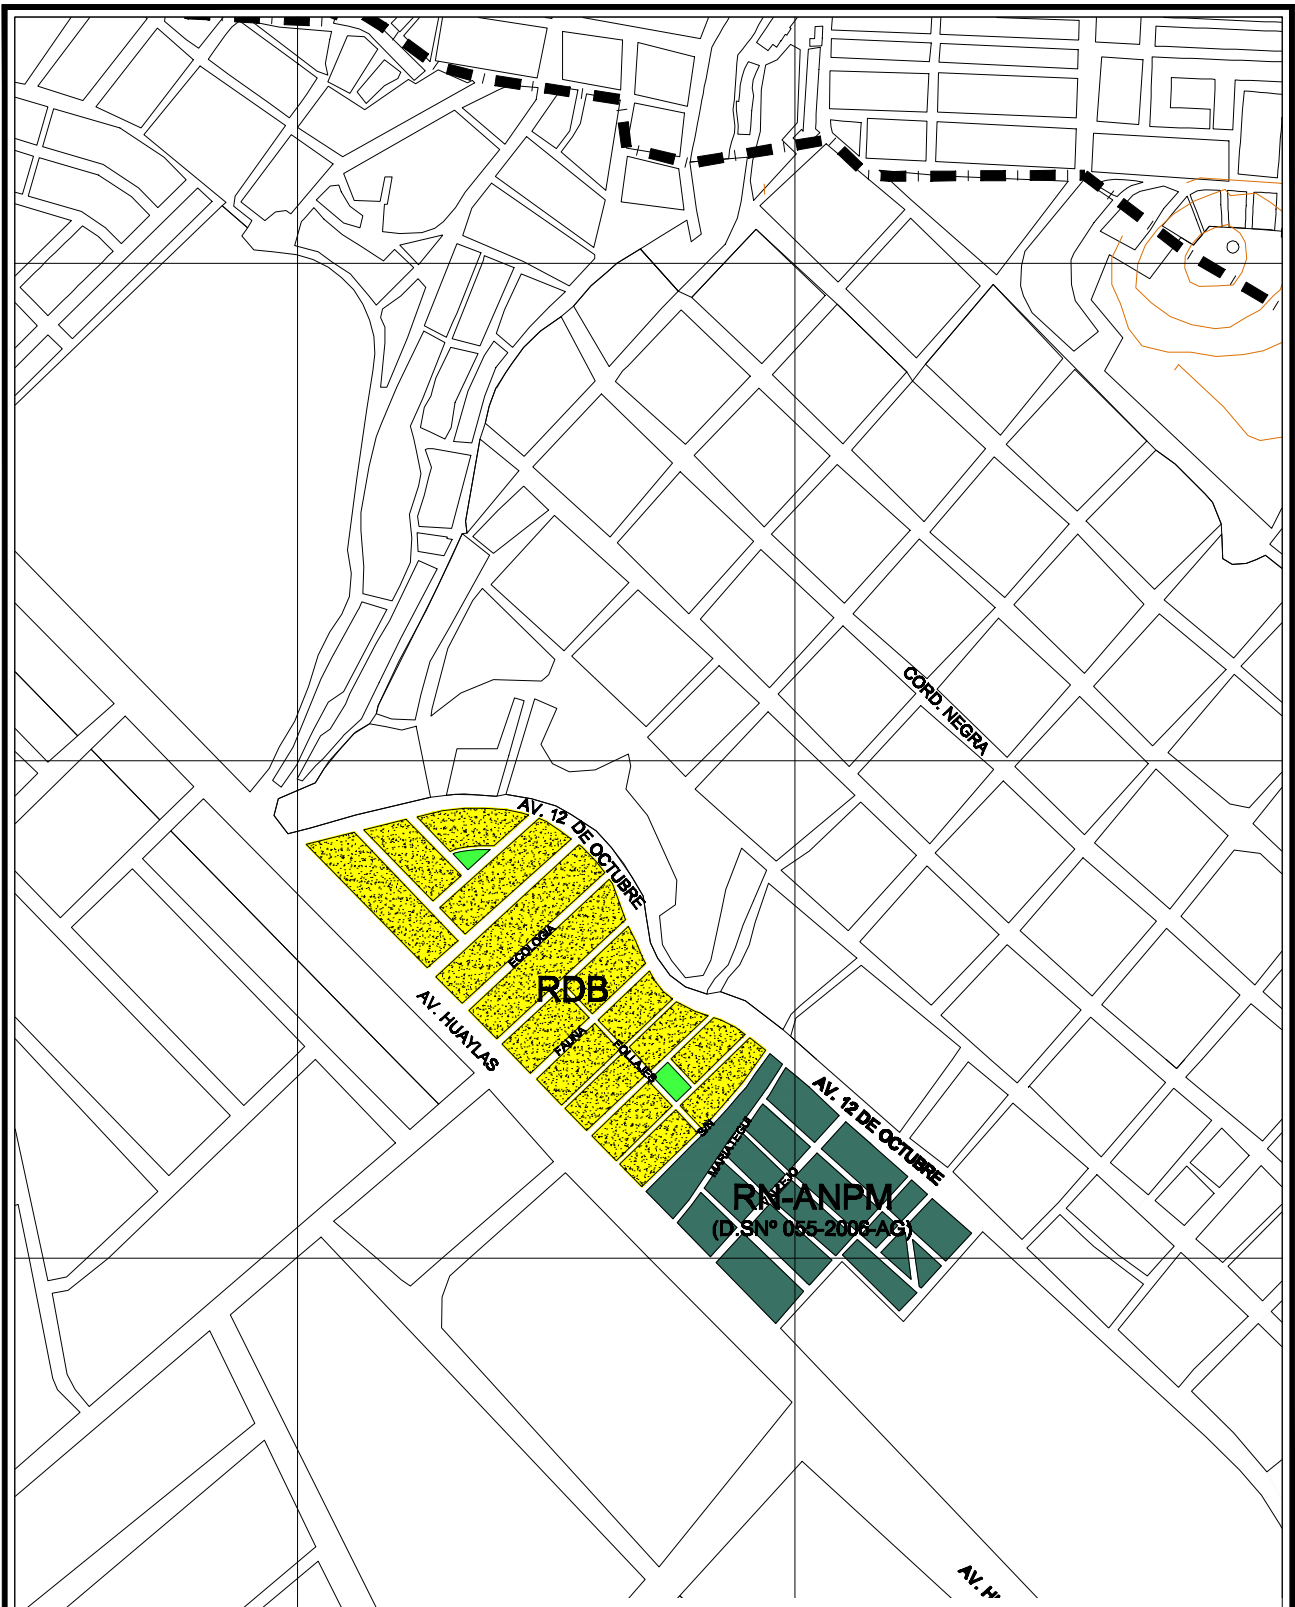 CORD. NEGRA
AV. 12 DE OCTUBRE
ECOLOGIA
RDB
AV. HUAYLAS
FAUNA
FOLLAJES
S/N
MARIATEGUI
AV. 12 DE OCTUBRE
RN-ANPM
(D.SNº 055-2006-AG)